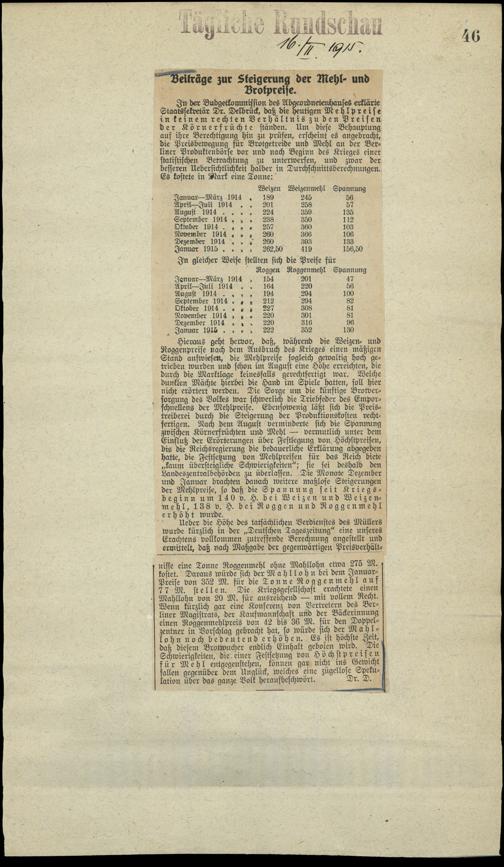 Tägliche Rundschau
16./II. 1915.
46
Beiträge zur Steigerung der Mehl- und
Brotpreise.
In der Budgetkommission des Abgeordnetenhauses erklärte
Staatssekretär Dr. Delbrück, daß die heutigen Mehlpreise
in keinem rechten Verhältnis zu den Preisen
der Körnerfrüchte ständen. Um diese Behauptung
auf ihre Berechtigung hin zu prüfen, erscheint es angebracht,
die Preisbewegung für Brotgetreide und Mehl an der Ber-
liner Produktenbörse vor und nach Beginn des Krieges einer
statistischen Betrachtung zu unterwerfen, und zwar der
besseren Uebersichtlichkeit halber in Durchschnittsberechnungen.
Es kostete in Mark eine Tonne:
Weizen Weizenmehl Spannung
Januar—März 1914 . 189 245 56
April—Juli 1914 . . 201 258 57
August 1914 . . . . 224 359 135
September 1914 . . . 238 350 112
Oktober 1914 . . . . 257 360 103
November 1914 . . . 260 366 106
Dezember 1914 . . . 260 393 133
Januar 1915 . . . . 262,50 419 156,50
In gleicher Weise stellten sich die Preise für
Roggen Roggenmehl Spannung
Januar—März 1914 . 154 201 47
April—Juli 1914 . . 164 220 56
August 1914 . . . . 194 294 100
September 1914 . . . 212 294 82
Oktober 1914 . . . . 227 308 81
November 1914 . . . 220 301 81
Dezember 1914 . . . 220 316 96
Januar 1915 . . . . 222 352 130
Hieraus geht hervor, daß, während die Weizen- und
Roggenpreise nach dem Ausbruch des Krieges einen mäßigen
Stand aufwiesen, die Mehlpreise sogleich gewaltig hoch ge-
trieben wurden und schon im August eine Höhe erreichten, die
durch die Marktlage keinesfalls gerechtfertigt war. Welche
dunklen Mächte hierbei die Hand im Spiele hatten, soll hier
nicht erörtert werden. Die Sorge um die künftige Brotver-
sorgung des Volkes war schwerlich die Triebfeder des Empor-
schnellens der Mehlpreise. Ebensowenig läßt sich die Preis-
treiberei durch die Steigerung der Produktionskosten recht-
fertigen. Nach dem August verminderte sich die Spannung
zwischen Körnerfrüchten und Mehl — vermutlich unter dem
Einfluß der Erörterungen über Festsetzung von Höchstpreisen,
bis die Reichsregierung die bedauerliche Erklärung abgegeben
hatte, die Festsetzung von Mehlpreisen für das Reich biete
„kaum übersteigliche Schwierigkeiten“; sie sei deshalb den
Landeszentralbehörden zu überlassen. Die Monate Dezember
und Januar brachten danach weitere maßlose Steigerungen
der Mehlpreise, so daß die Spannung seit Kriegs-
beginn um 140 v. H. bei Weizen und Weizen-
mehl, 138 v. H. bei Roggen und Roggenmehl
erhöht wurde.
Ueber die Höhe des tatsächlichen Verdienstes des Müllers
wurde kürzlich in der „Deutschen Tageszeitung“ eine unseres
Erachtens vollkommen zutreffende Berechnung angestellt und
ermittelt, daß nach Maßgabe der gegenwärtigen Preisverhält-
nisse eine Tonne Roggenmehl ohne Mahllohn etwa 275 M.
kostet. Daraus würde sich der Mahllohn bei dem Januar-
Preise von 352 M. für die Tonne Roggenmehl auf
77 M. stellen. Die Kriegsgesellschaft erachtete einen
Mahllohn von 20 M. für ausreichend — mit vollem Recht.
Wenn kürzlich gar eine Konferenz von Vertretern des Ber-
liner Magistrats, der Kaufmannschaft und der Bäckerinnung
einen Roggenmehlpreis von 42 bis 36 M. für den Doppel-
zentner in Vorschlag gebracht hat, so würde sich der Mahl-
lohn noch bedeutend erhöhen. Es ist höchste Zeit,
daß diesem Brotwucher endlich Einhalt geboten wird. Die
Schwierigkeiten, die einer Festsetzung von Höchstpreisen
für Mehl entgegenstehen, können gar nicht ins Gewicht
fallen gegenüber dem Unglück, welches eine zügellose Speku-
lation über das ganze Volk heraufbeschwört. Dr. D.